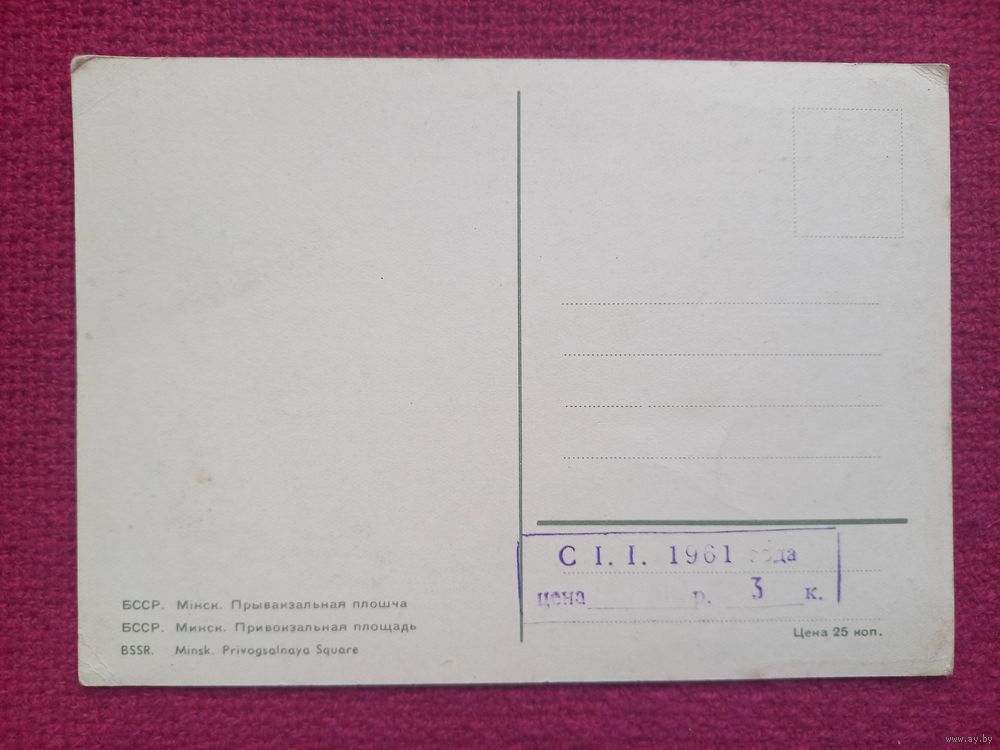 С I. I. 1961 года
цена р. 3 к.
БССР. Мінск. Прывакзальная плошча
БССР. Минск. Привокзальная площадь
BSSR. Minsk. Privogsalnaya Square
Цена 25 коп.
www.ay.by